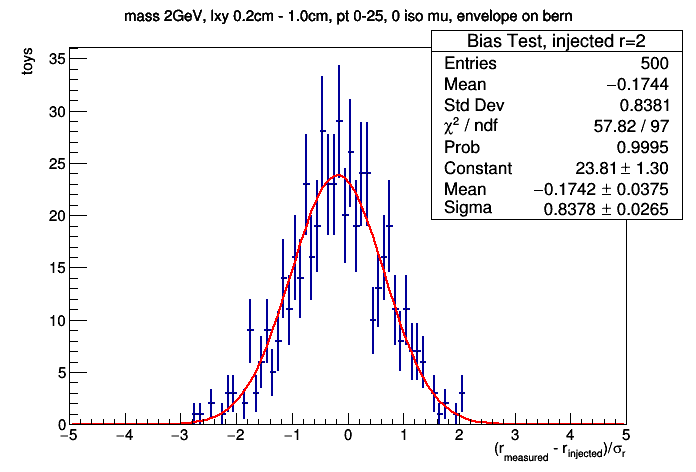 mass 2GeV, lxy 0.2cm - 1.0cm, pt 0-25, 0 iso mu, envelope on bern
toys
Bias Test, injected r=2
Entries 500
Mean −0.1744
Std Dev 0.8381
χ² / ndf 57.82 / 97
Prob 0.9995
Constant 23.81 ± 1.30
Mean −0.1742 ± 0.0375
Sigma 0.8378 ± 0.0265
35
30
25
20
15
10
5
0
−5 −4 −3 −2 −1 0 1 2 3 4 5
(r_measured - r_injected)/σ_r